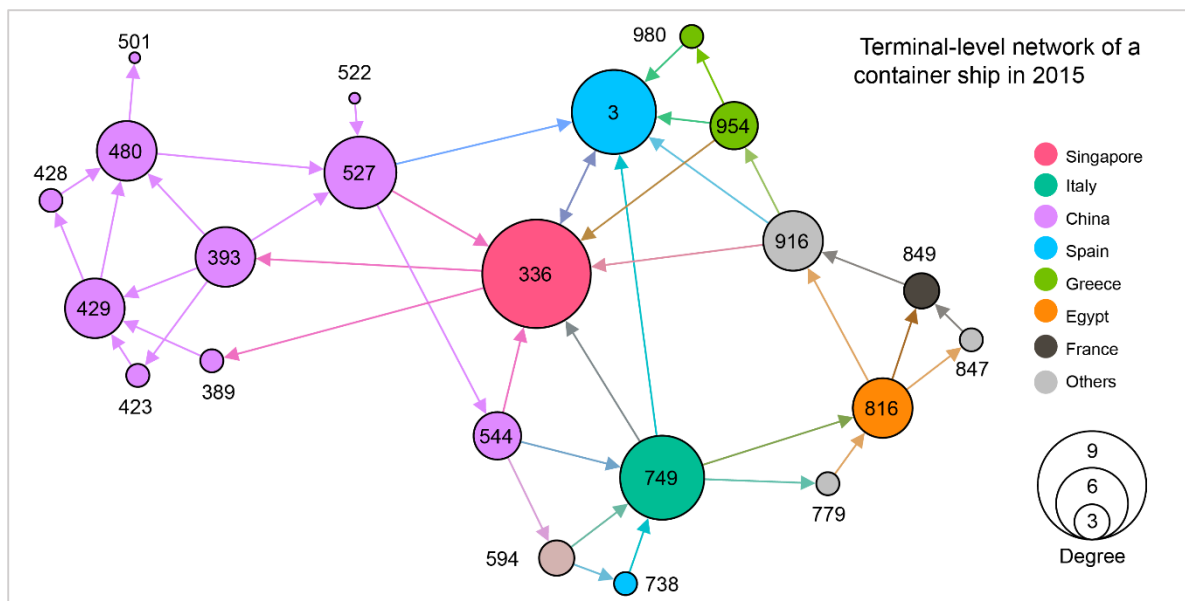 501
980
Terminal-level network of a
container ship in 2015
522
3
954
480
428
527
Singapore
Italy
China
Spain
Greece
Egypt
France
Others
393
336
916
849
429
389
423
847
816
544
749
779
594
738
9
6
3
Degree